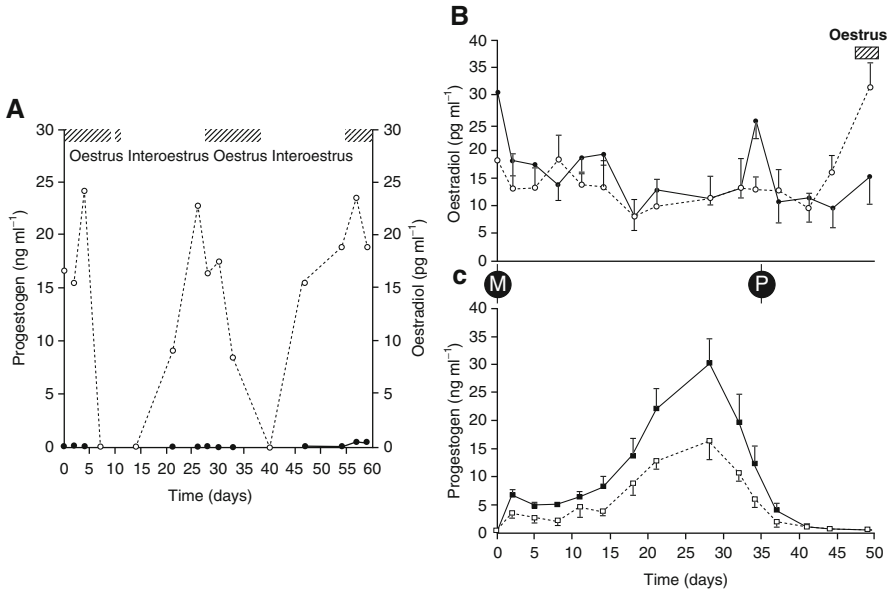 A
30
25
20
15
10
5
0
Progestogen (ng ml⁻¹)
Oestrus Interoestrus Oestrus Interoestrus
30
25
20
15
10
5
0
Oestradiol (pg ml⁻¹)
0 5 10 15 21 25 30 35 40 45 50 55 60
Time (days)
B
Oestrus
40
35
30
25
20
15
10
5
0
Oestradiol (pg ml⁻¹)
M
P
C
40
35
30
25
20
15
10
5
0
Progestogen (ng ml⁻¹)
0 5 10 15 20 25 30 35 40 45 50
Time (days)